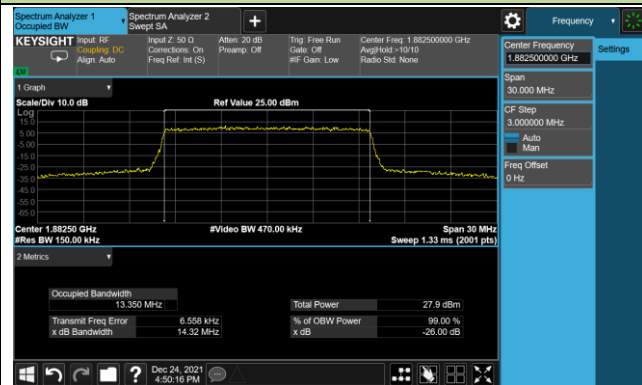 Spectrum Analyzer 1
Occupied BW
Spectrum Analyzer 2
Swept SA
+
Frequency
KEYSIGHT
Input: RF
Coupling: DC
Align: Auto
Input Z: 50 Ω
Corrections: On
Freq Ref: Int (S)
Atten: 20 dB
Preamp: Off
Trig: Free Run
Gate: Off
#IF Gain: Low
Center Freq: 1.882500000 GHz
Avg|Hold:>10/10
Radio Std: None
Center Frequency
1.882500000 GHz
Settings
Span
30.000 MHz
CF Step
3.000000 MHz
Auto
Man
Freq Offset
0 Hz
1 Graph
Scale/Div 10.0 dB
Ref Value 25.00 dBm
Log
15.0
5.00
-5.00
-15.0
-25.0
-35.0
-45.0
-55.0
-65.0
Center 1.88250 GHz
#Video BW 470.00 kHz
Span 30 MHz
#Res BW 150.00 kHz
Sweep 1.33 ms (2001 pts)
2 Metrics
Occupied Bandwidth
13.350 MHz
Total Power 27.9 dBm
Transmit Freq Error 6.558 kHz
% of OBW Power 99.00 %
x dB Bandwidth 14.32 MHz
x dB -26.00 dB
?
Dec 24, 2021
4:50:16 PM